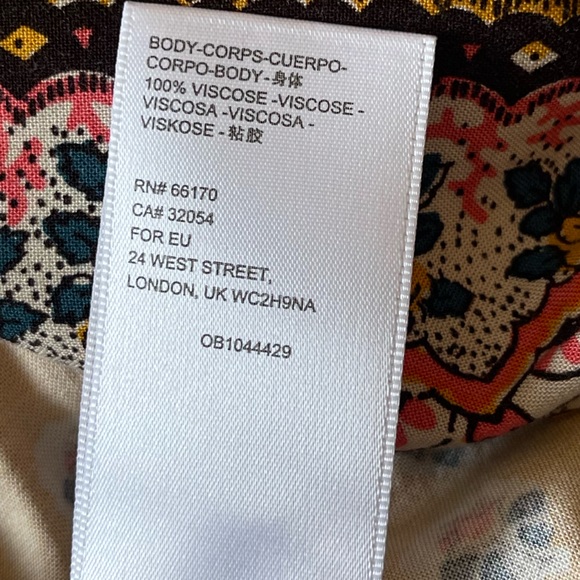 BODY-CORPS-CUERPO-
CORPO-BODY-身体
100% VISCOSE -VISCOSE -
VISCOSA -VISCOSA -
VISKOSE - 粘胶
RN# 66170
CA# 32054
FOR EU
24 WEST STREET,
LONDON, UK WC2H9NA
OB1044429